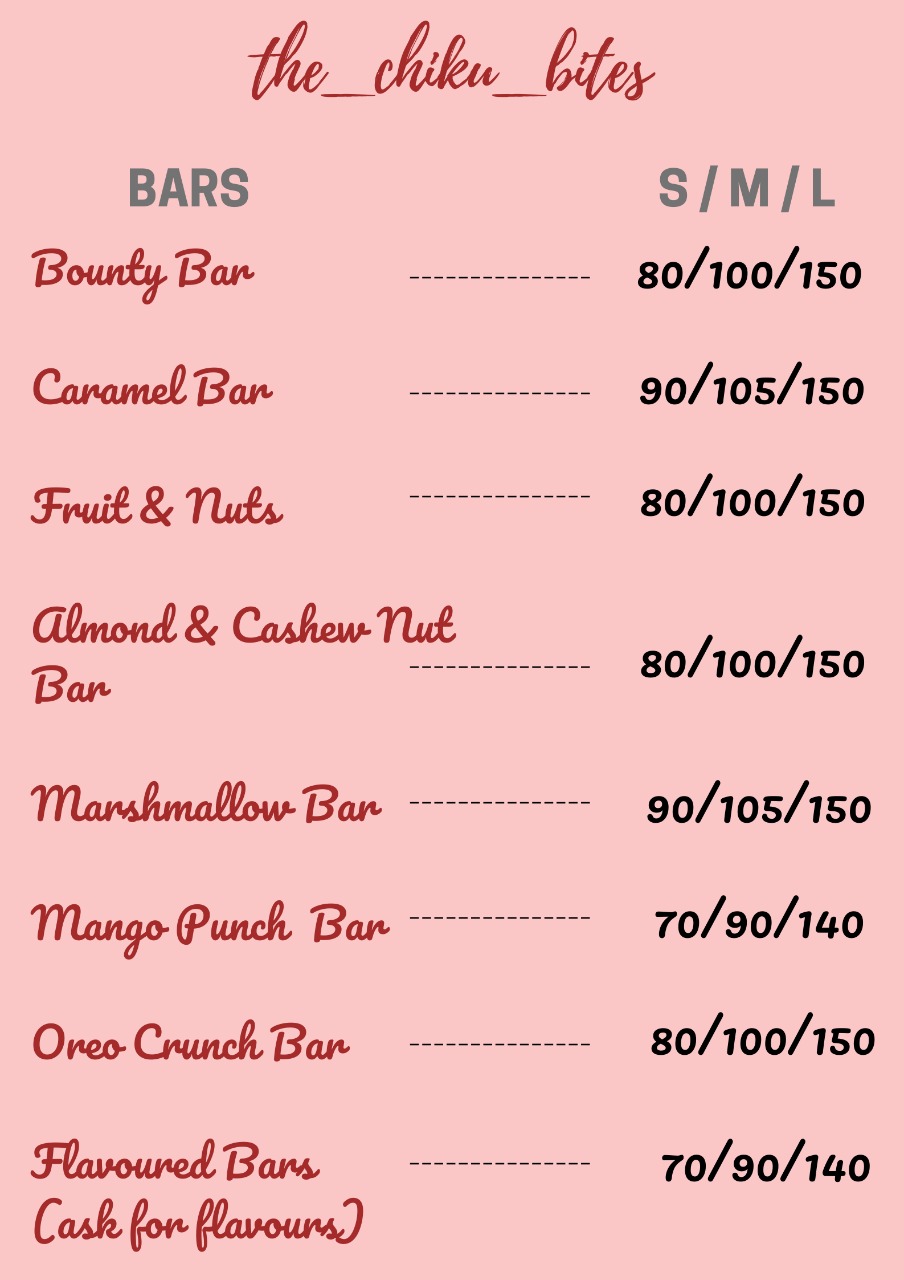 the__chiku__bites
BARS S / M / L
Bounty Bar --------------- 80/100/150
Caramel Bar --------------- 90/105/150
Fruit & Nuts --------------- 80/100/150
Almond & Cashew Nut
Bar --------------- 80/100/150
Marshmallow Bar --------------- 90/105/150
Mango Punch Bar --------------- 70/90/140
Oreo Crunch Bar --------------- 80/100/150
Flavoured Bars --------------- 70/90/140
(ask for flavours)